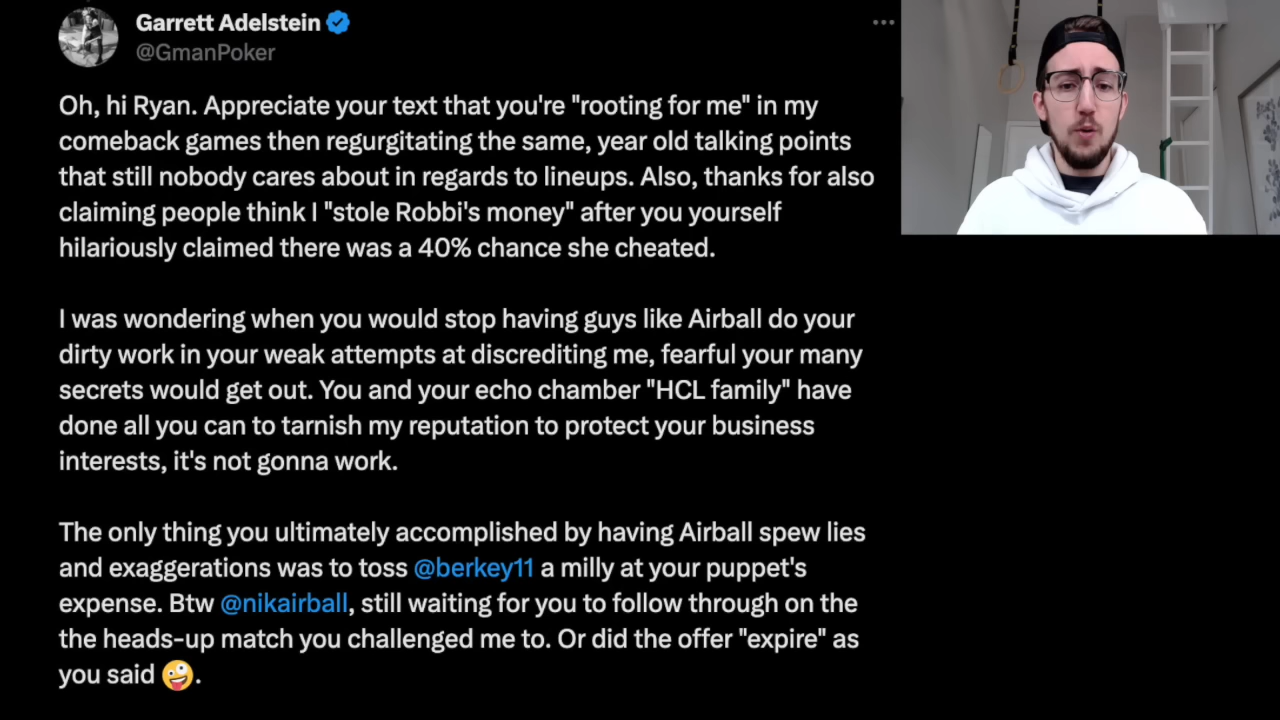 Garrett Adelstein
@GmanPoker
Oh, hi Ryan. Appreciate your text that you're "rooting for me" in my
comeback games then regurgitating the same, year old talking points
that still nobody cares about in regards to lineups. Also, thanks for also
claiming people think I "stole Robbi's money" after you yourself
hilariously claimed there was a 40% chance she cheated.
I was wondering when you would stop having guys like Airball do your
dirty work in your weak attempts at discrediting me, fearful your many
secrets would get out. You and your echo chamber "HCL family" have
done all you can to tarnish my reputation to protect your business
interests, it's not gonna work.
The only thing you ultimately accomplished by having Airball spew lies
and exaggerations was to toss @berkey11 a milly at your puppet's
expense. Btw @nikairball, still waiting for you to follow through on the
the heads-up match you challenged me to. Or did the offer "expire" as
you said 🤪.